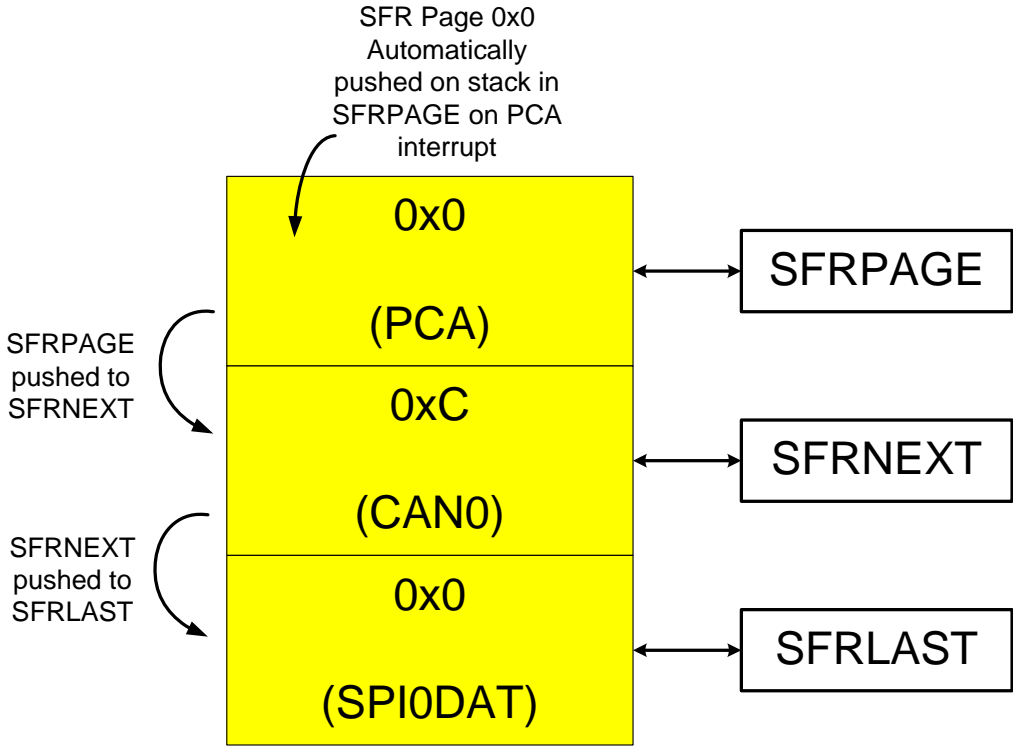 SFR Page 0x0
Automatically
pushed on stack in
SFRPAGE on PCA
interrupt
0x0
(PCA)
SFRPAGE
SFRPAGE
pushed to
SFRNEXT
0xC
(CAN0)
SFRNEXT
SFRNEXT
pushed to
SFRLAST
0x0
(SPI0DAT)
SFRLAST